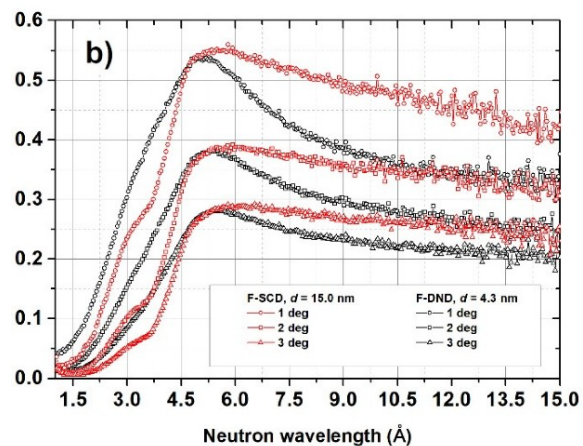 b)
0.6
0.5
0.4
0.3
0.2
0.1
0.0
F-SCD, d = 15.0 nm F-DND, d = 4.3 nm
1 deg 1 deg
2 deg 2 deg
3 deg 3 deg
1.5 3.0 4.5 6.0 7.5 9.0 10.5 12.0 13.5 15.0
Neutron wavelength (Å)